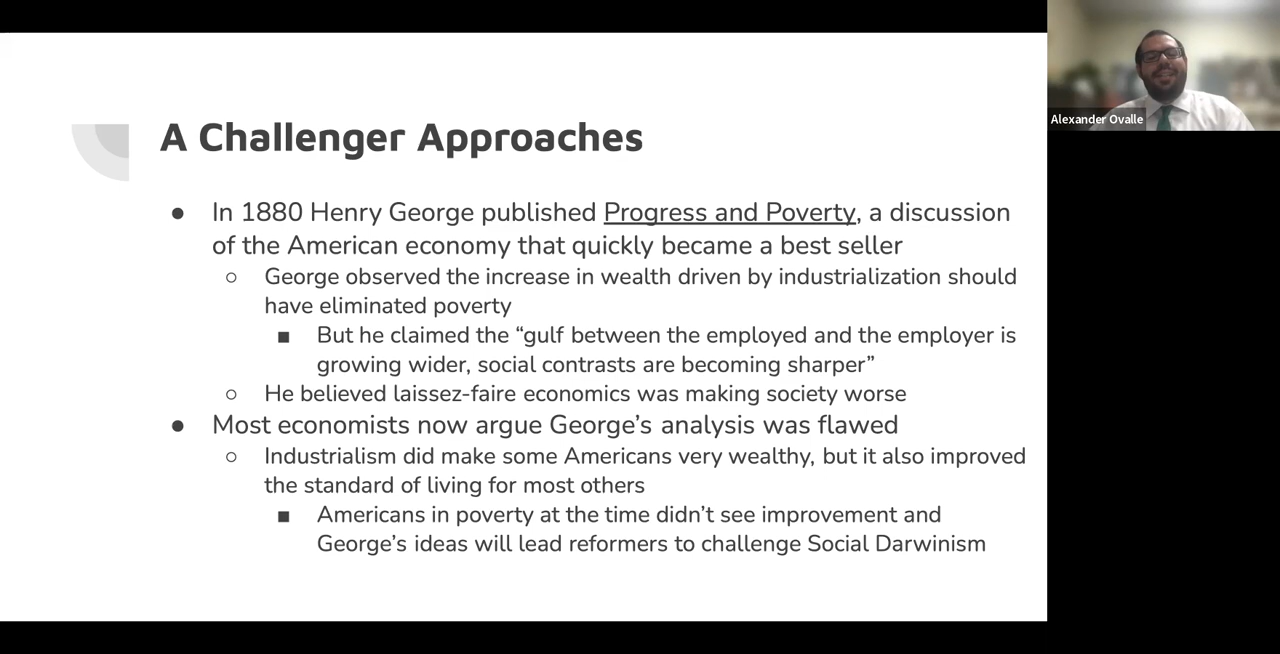 A Challenger Approaches
● In 1880 Henry George published Progress and Poverty, a discussion
of the American economy that quickly became a best seller
○ George observed the increase in wealth driven by industrialization should
have eliminated poverty
■ But he claimed the “gulf between the employed and the employer is
growing wider, social contrasts are becoming sharper”
○ He believed laissez-faire economics was making society worse
● Most economists now argue George’s analysis was flawed
○ Industrialism did make some Americans very wealthy, but it also improved
the standard of living for most others
■ Americans in poverty at the time didn’t see improvement and
George’s ideas will lead reformers to challenge Social Darwinism
Alexander Ovalle